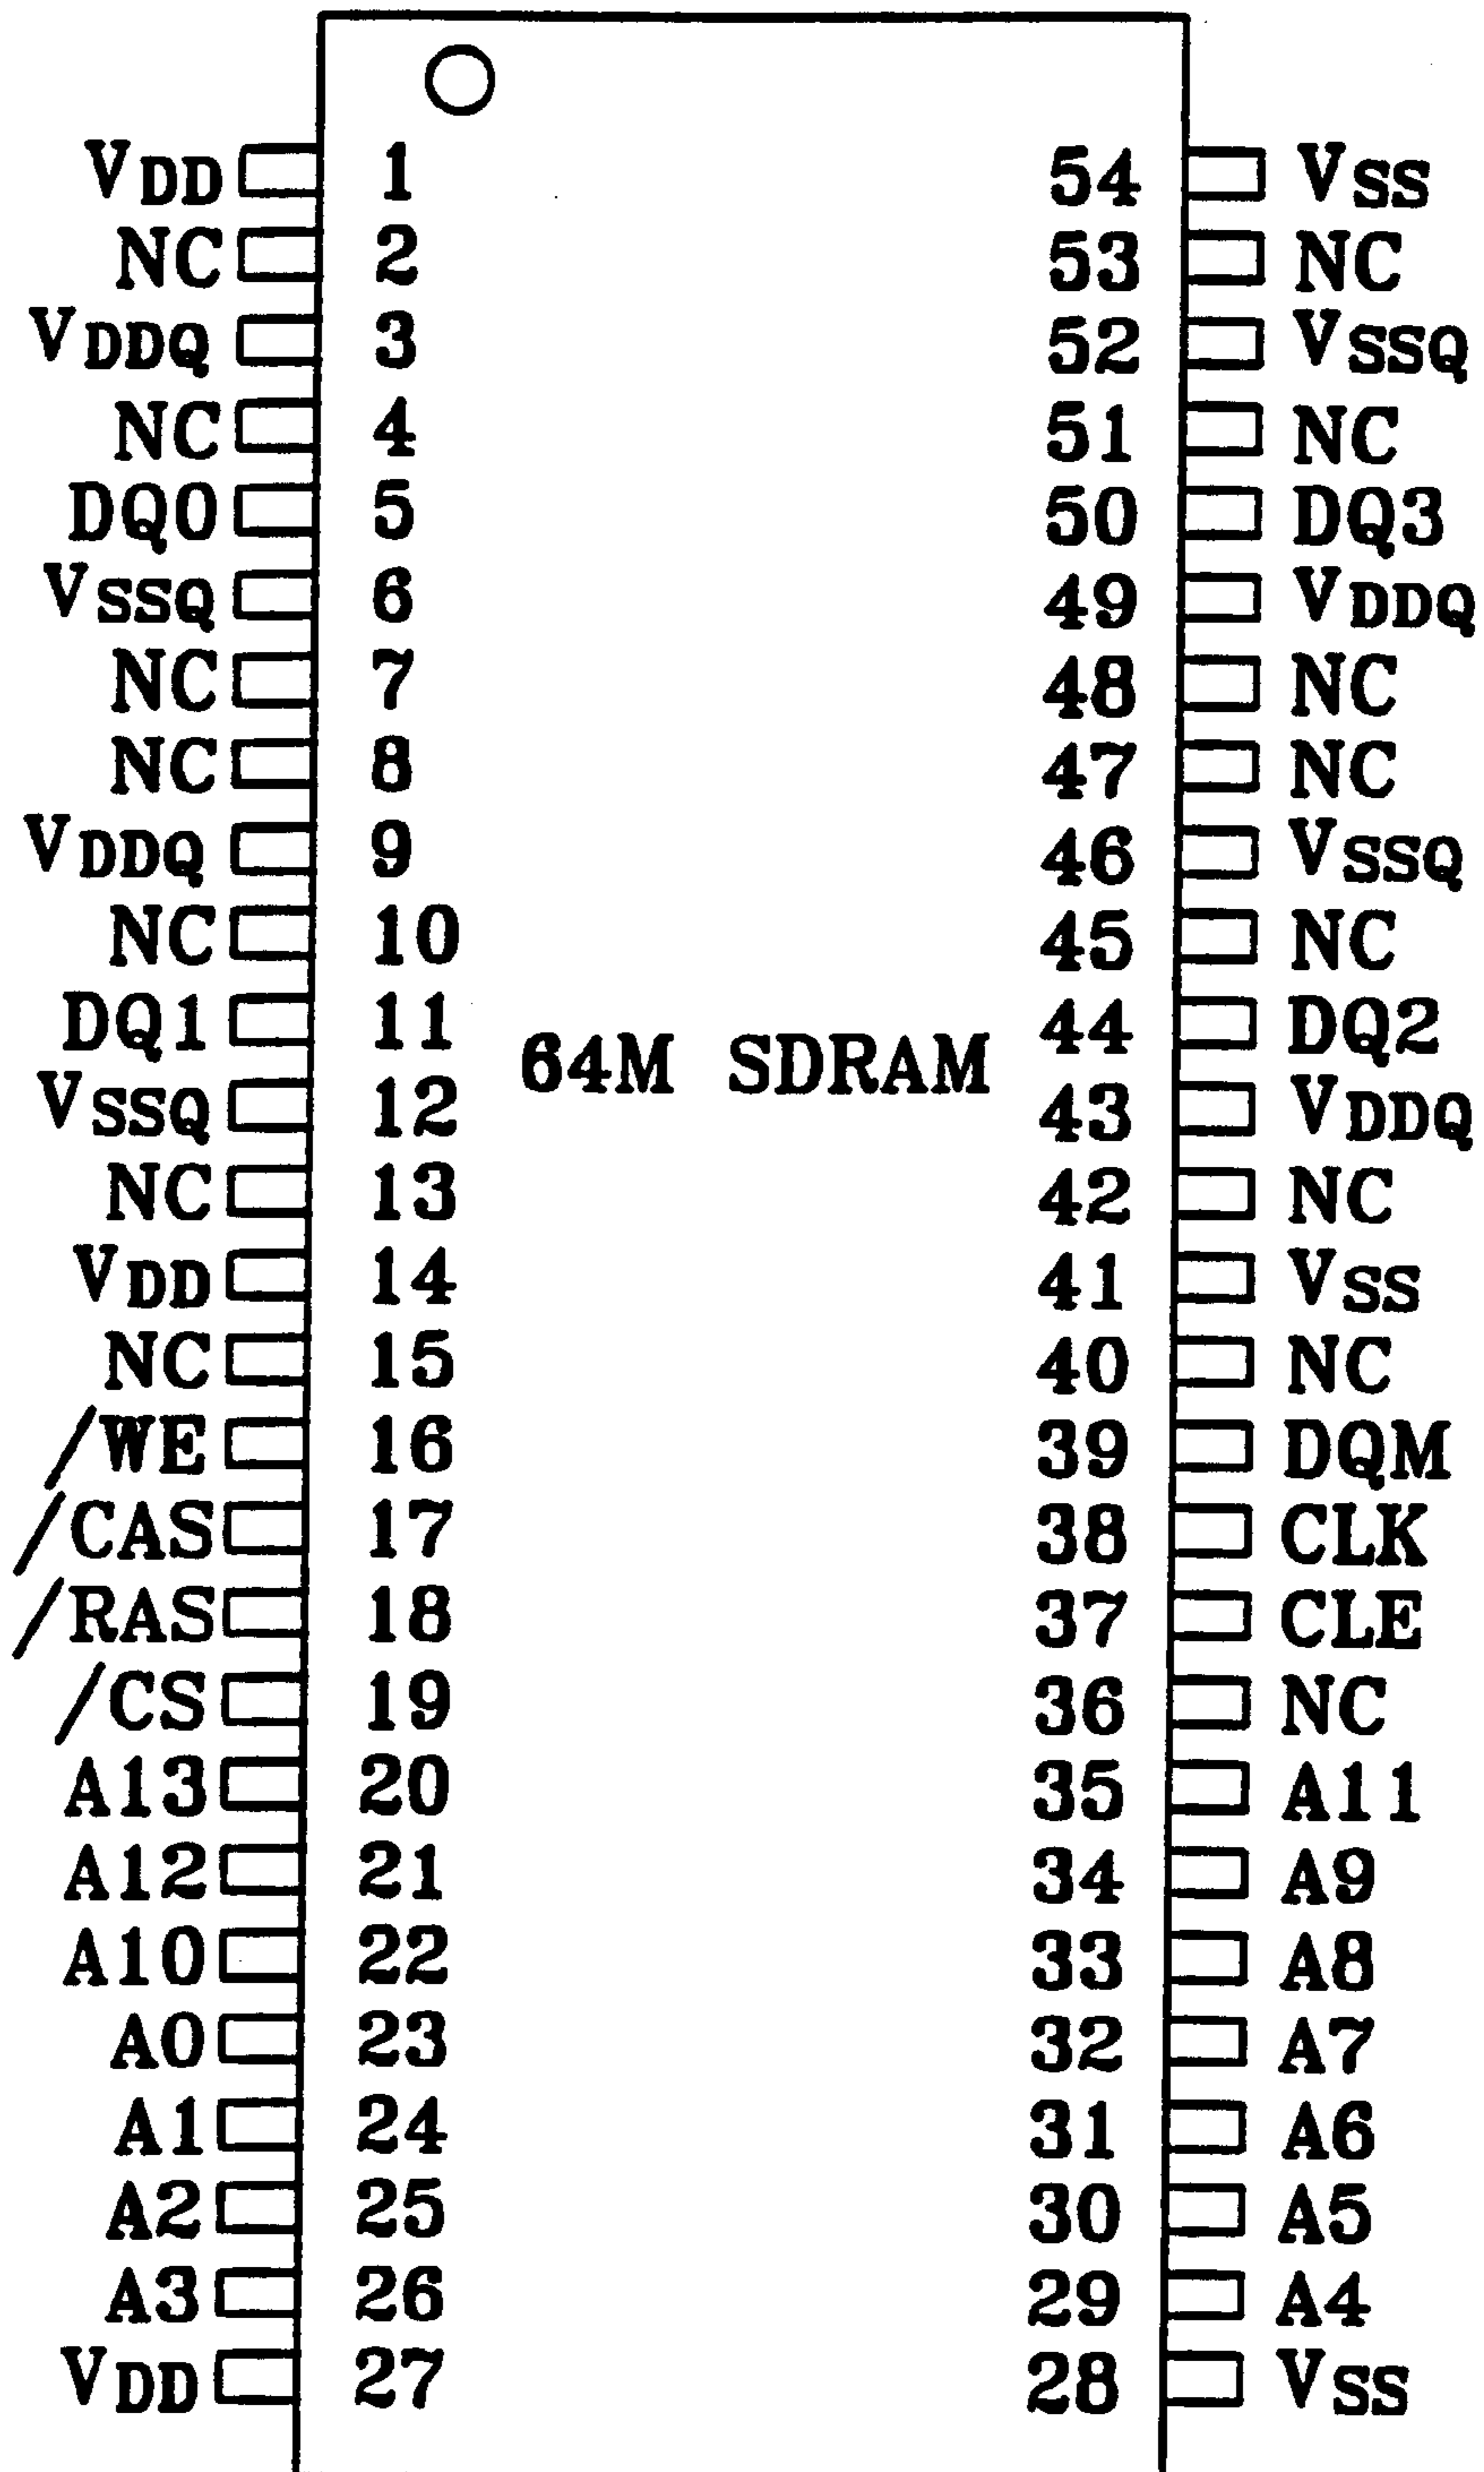 VDD 1 54 VSS
NC 2 53 NC
VDDQ 3 52 VSSQ
NC 4 51 NC
DQ0 5 50 DQ3
VSSQ 6 49 VDDQ
NC 7 48 NC
NC 8 47 NC
VDDQ 9 46 VSSQ
NC 10 45 NC
DQ1 11 44 DQ2
64M SDRAM
VSSQ 12 43 VDDQ
NC 13 42 NC
VDD 14 41 VSS
NC 15 40 NC
/WE 16 39 DQM
/CAS 17 38 CLK
/RAS 18 37 CLE
/CS 19 36 NC
A13 20 35 A11
A12 21 34 A9
A10 22 33 A8
A0 23 32 A7
A1 24 31 A6
A2 25 30 A5
A3 26 29 A4
VDD 27 28 VSS